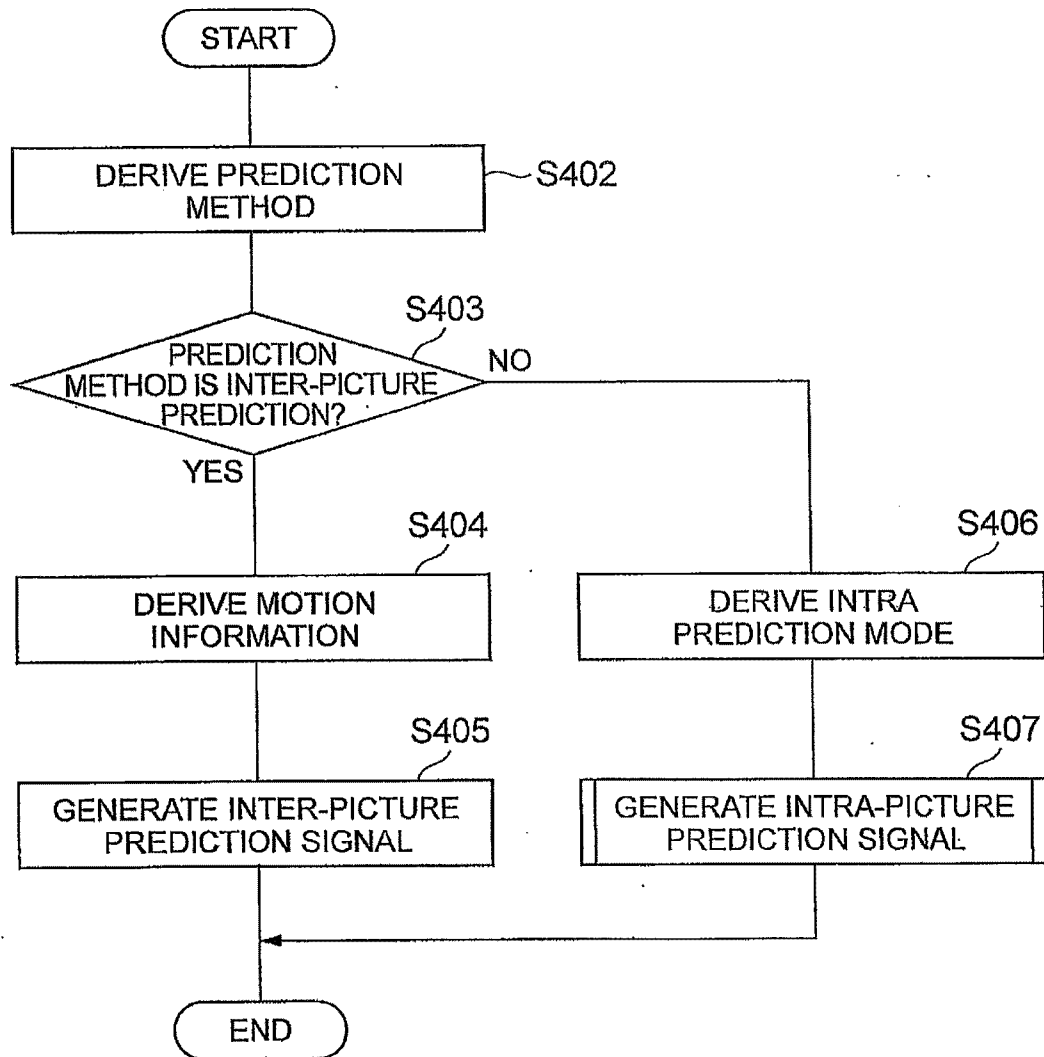 START
DERIVE PREDICTION
METHOD
S402
S403
PREDICTION
METHOD IS INTER-PICTURE
PREDICTION?
NO
YES
S404
DERIVE MOTION
INFORMATION
S406
DERIVE INTRA
PREDICTION MODE
S405
GENERATE INTER-PICTURE
PREDICTION SIGNAL
S407
GENERATE INTRA-PICTURE
PREDICTION SIGNAL
END